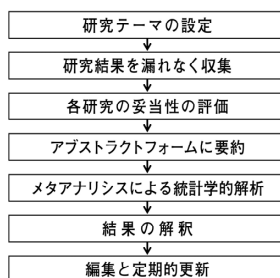 研究テーマの設定
研究結果を漏れなく収集
各研究の妥当性の評価
アブストラクトフォームに要約
メタアナリシスによる統計学的解析
結果の解釈
編集と定期的更新